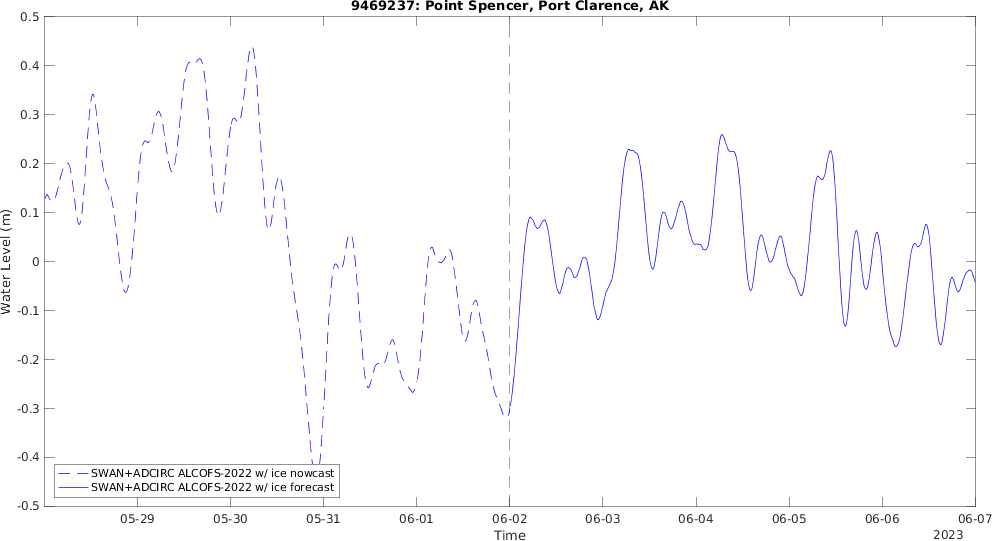 9469237: Point Spencer, Port Clarence, AK
0.5
0.4
0.3
0.2
0.1
0
-0.1
-0.2
-0.3
-0.4
-0.5
Water Level (m)
SWAN+ADCIRC ALCOFS-2022 w/ ice nowcast
SWAN+ADCIRC ALCOFS-2022 w/ ice forecast
05-29 05-30 05-31 06-01 06-02 06-03 06-04 06-05 06-06 06-07
Time
2023